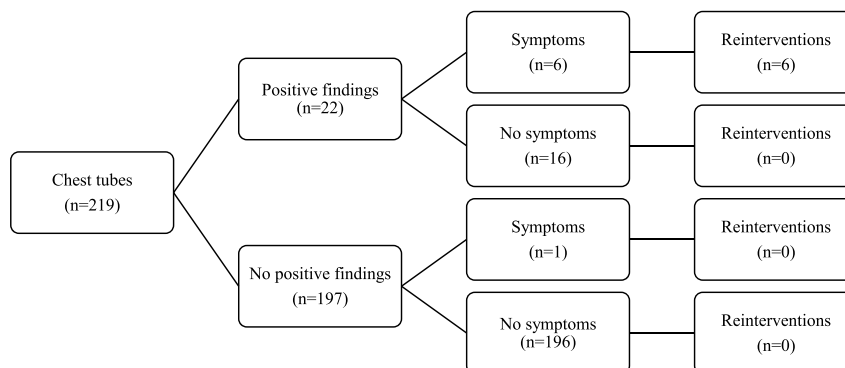 Chest tubes
(n=219)
Positive findings
(n=22)
No positive findings
(n=197)
Symptoms
(n=6)
No symptoms
(n=16)
Symptoms
(n=1)
No symptoms
(n=196)
Reinterventions
(n=6)
Reinterventions
(n=0)
Reinterventions
(n=0)
Reinterventions
(n=0)